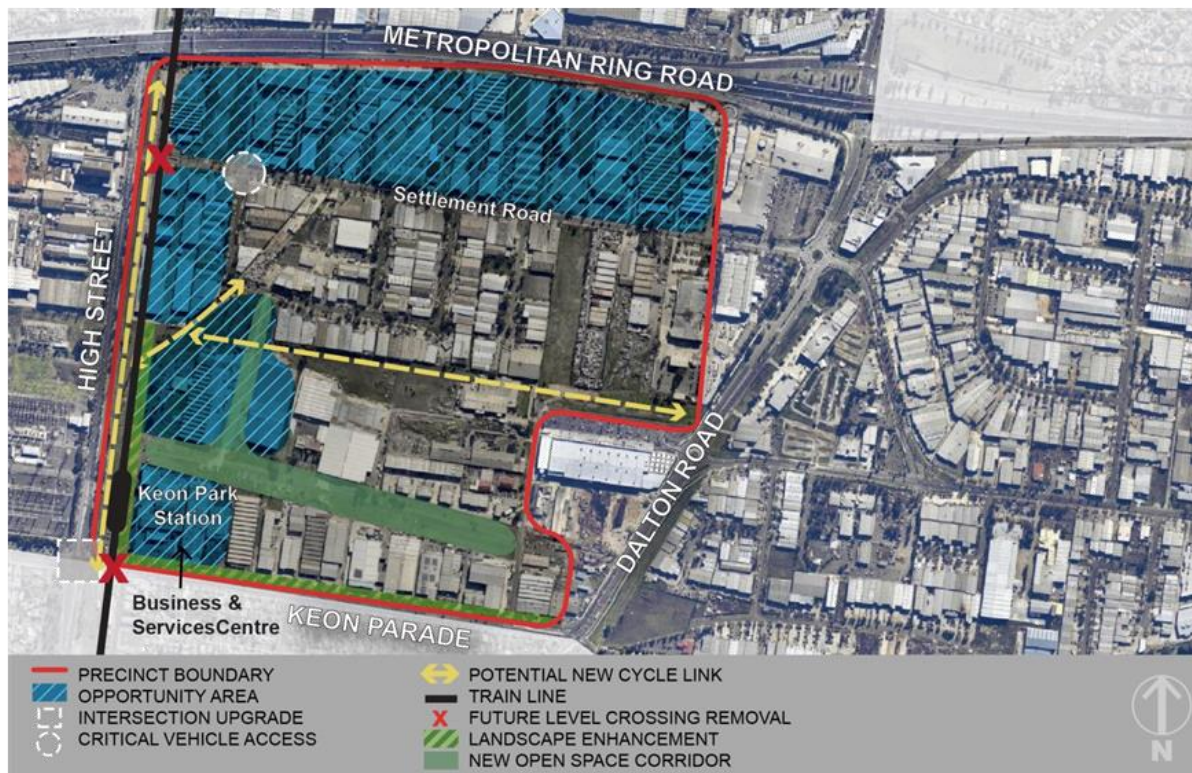 METROPOLITAN RING ROAD
Settlement Road
HIGH STREET
Keon Park
Station
DALTON ROAD
Business &
ServicesCentre
KEON PARADE
PRECINCT BOUNDARY
OPPORTUNITY AREA
INTERSECTION UPGRADE
CRITICAL VEHICLE ACCESS
POTENTIAL NEW CYCLE LINK
TRAIN LINE
FUTURE LEVEL CROSSING REMOVAL
LANDSCAPE ENHANCEMENT
NEW OPEN SPACE CORRIDOR
N